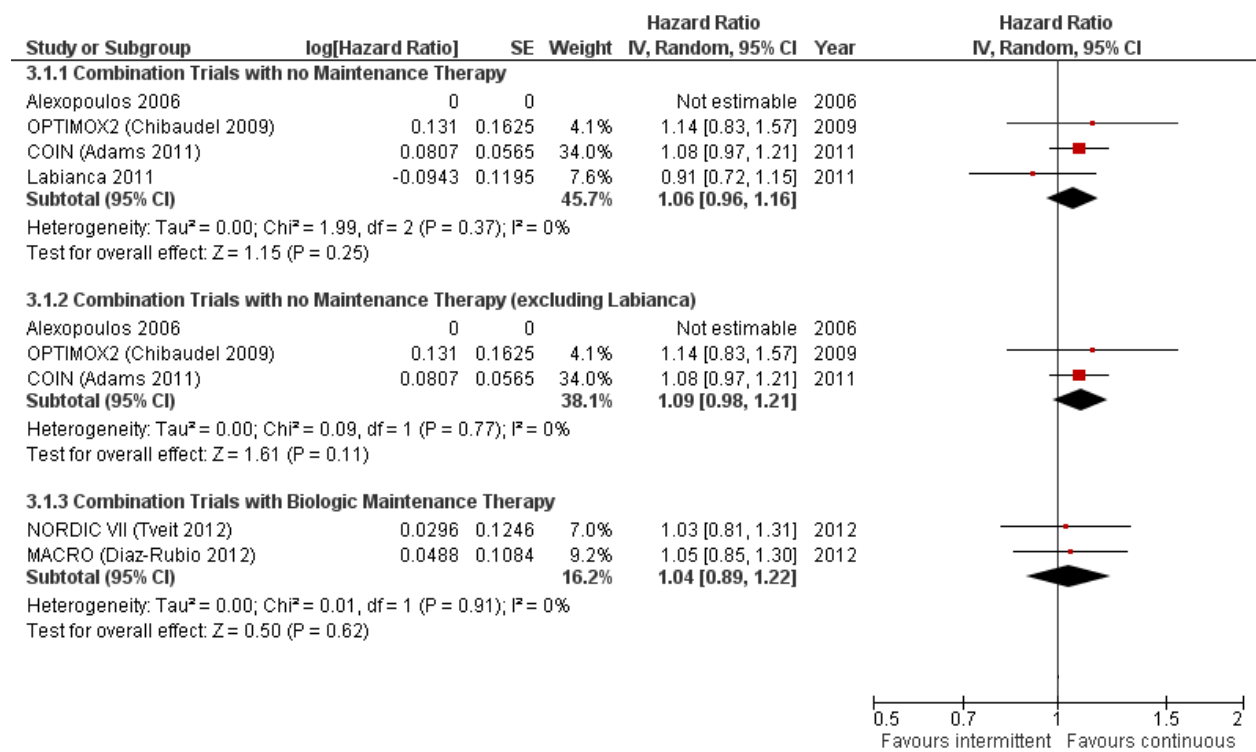 Hazard Ratio Hazard Ratio
Study or Subgroup log[Hazard Ratio] SE Weight IV, Random, 95% CI Year IV, Random, 95% CI
3.1.1 Combination Trials with no Maintenance Therapy
Alexopoulos 2006 0 0 Not estimable 2006
OPTIMOX2 (Chibaudel 2009) 0.131 0.1625 4.1% 1.14 [0.83, 1.57] 2009
COIN (Adams 2011) 0.0807 0.0565 34.0% 1.08 [0.97, 1.21] 2011
Labianca 2011 -0.0943 0.1195 7.6% 0.91 [0.72, 1.15] 2011
Subtotal (95% CI) 45.7% 1.06 [0.96, 1.16]
Heterogeneity: Tau² = 0.00; Chi² = 1.99, df = 2 (P = 0.37); I² = 0%
Test for overall effect: Z = 1.15 (P = 0.25)
3.1.2 Combination Trials with no Maintenance Therapy (excluding Labianca)
Alexopoulos 2006 0 0 Not estimable 2006
OPTIMOX2 (Chibaudel 2009) 0.131 0.1625 4.1% 1.14 [0.83, 1.57] 2009
COIN (Adams 2011) 0.0807 0.0565 34.0% 1.08 [0.97, 1.21] 2011
Subtotal (95% CI) 38.1% 1.09 [0.98, 1.21]
Heterogeneity: Tau² = 0.00; Chi² = 0.09, df = 1 (P = 0.77); I² = 0%
Test for overall effect: Z = 1.61 (P = 0.11)
3.1.3 Combination Trials with Biologic Maintenance Therapy
NORDIC VII (Tveit 2012) 0.0296 0.1246 7.0% 1.03 [0.81, 1.31] 2012
MACRO (Diaz-Rubio 2012) 0.0488 0.1084 9.2% 1.05 [0.85, 1.30] 2012
Subtotal (95% CI) 16.2% 1.04 [0.89, 1.22]
Heterogeneity: Tau² = 0.00; Chi² = 0.01, df = 1 (P = 0.91); I² = 0%
Test for overall effect: Z = 0.50 (P = 0.62)
0.5 0.7 1 1.5 2
Favours intermittent Favours continuous